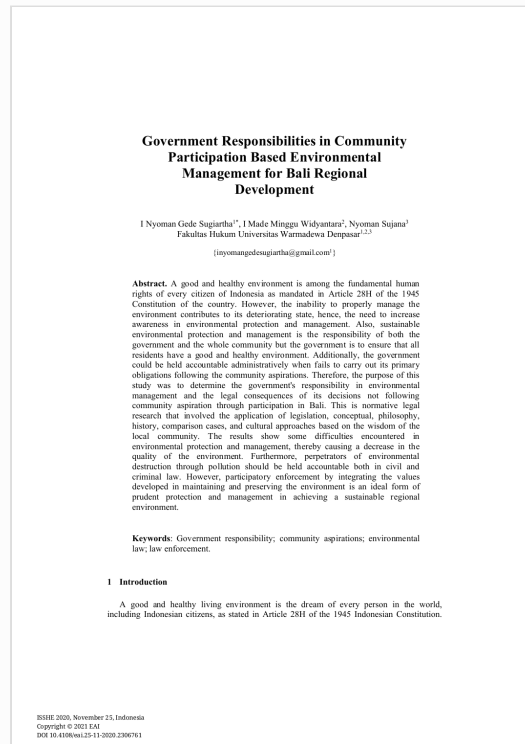 Government Responsibilities in Community
Participation Based Environmental
Management for Bali Regional
Development
I Nyoman Gede Sugiartha1*, I Made Minggu Widyantara2, Nyoman Sujana3
Fakultas Hukum Universitas Warmadewa Denpasar1,2,3
{inyomangedesugiartha@gmail.com1}
Abstract. A good and healthy environment is among the fundamental human
rights of every citizen of Indonesia as mandated in Article 28H of the 1945
Constitution of the country. However, the inability to properly manage the
environment contributes to its deteriorating state, hence, the need to increase
awareness in environmental protection and management. Also, sustainable
environmental protection and management is the responsibility of both the
government and the whole community but the government is to ensure that all
residents have a good and healthy environment. Additionally, the government
could be held accountable administratively when fails to carry out its primary
obligations following the community aspirations. Therefore, the purpose of this
study was to determine the government's responsibility in environmental
management and the legal consequences of its decisions not following
community aspiration through participation in Bali. This is normative legal
research that involved the application of legislation, conceptual, philosophy,
history, comparison cases, and cultural approaches based on the wisdom of the
local community. The results show some difficulties encountered in
environmental protection and management, thereby causing a decrease in the
quality of the environment. Furthermore, perpetrators of environmental
destruction through pollution should be held accountable both in civil and
criminal law. However, participatory enforcement by integrating the values
developed in maintaining and preserving the environment is an ideal form of
prudent protection and management in achieving a sustainable regional
environment.
Keywords: Government responsibility; community aspirations; environmental
law; law enforcement.
1 Introduction
A good and healthy living environment is the dream of every person in the world,
including Indonesian citizens, as stated in Article 28H of the 1945 Indonesian Constitution.
ISSHE 2020, November 25, Indonesia
Copyright © 2021 EAI
DOI 10.4108/eai.25-11-2020.2306761